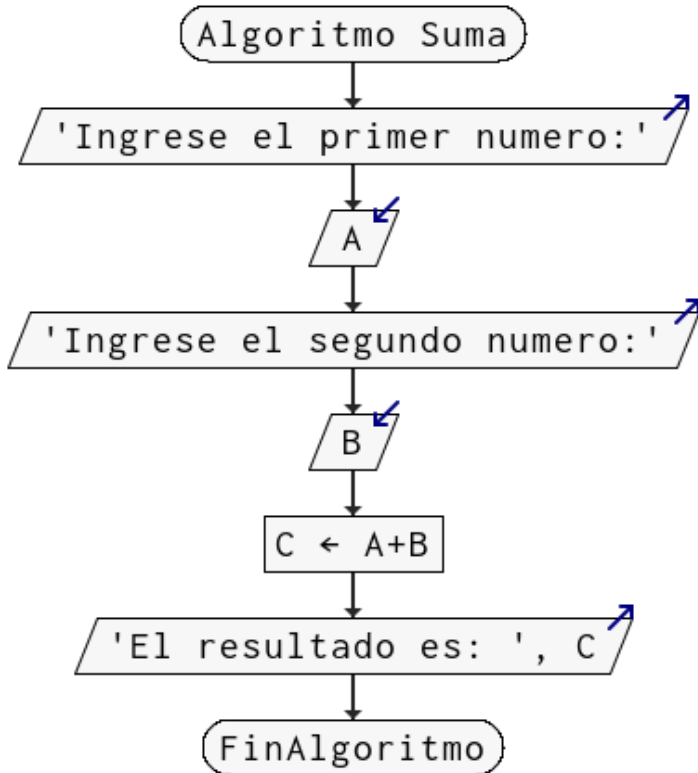 Algoritmo Suma
'Ingrese el primer numero:'
A
'Ingrese el segundo numero:'
B
C ← A+B
'El resultado es: ', C
FinAlgoritmo